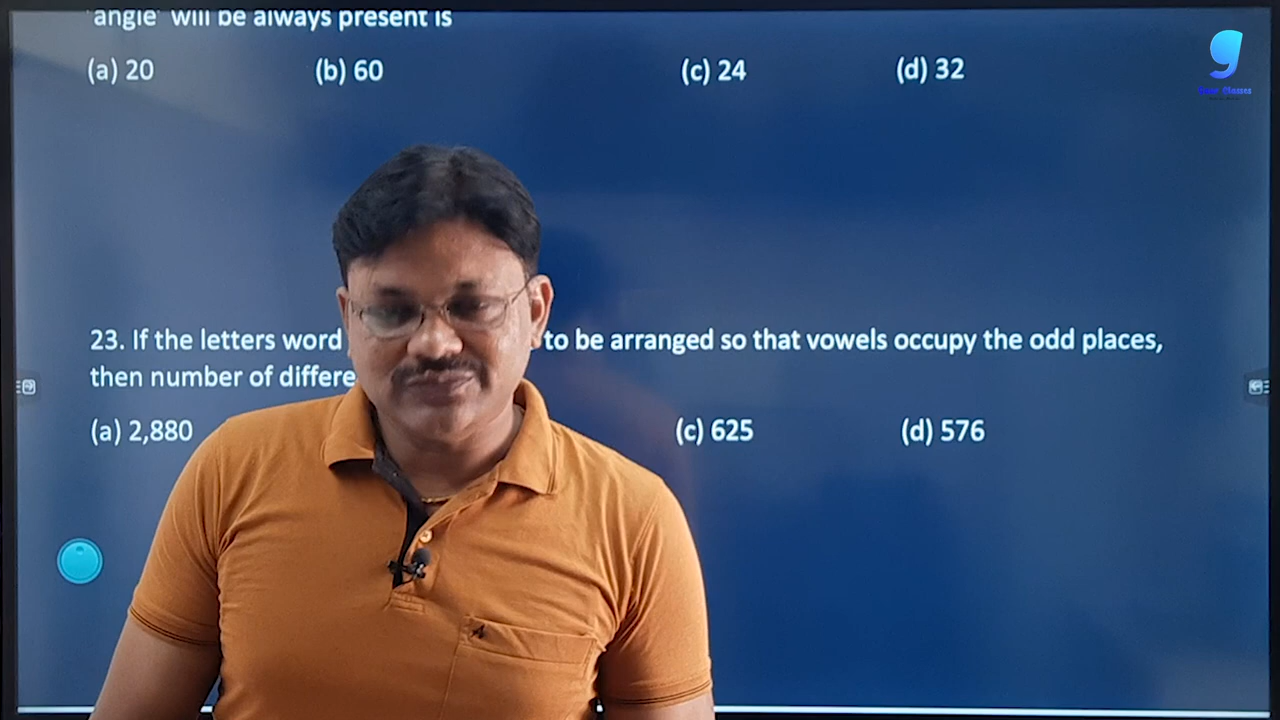 'angle' will be always present is
(a) 20 (b) 60 (c) 24 (d) 32
23. If the letters word to be arranged so that vowels occupy the odd places,
then number of differe
(a) 2,880 (c) 625 (d) 576